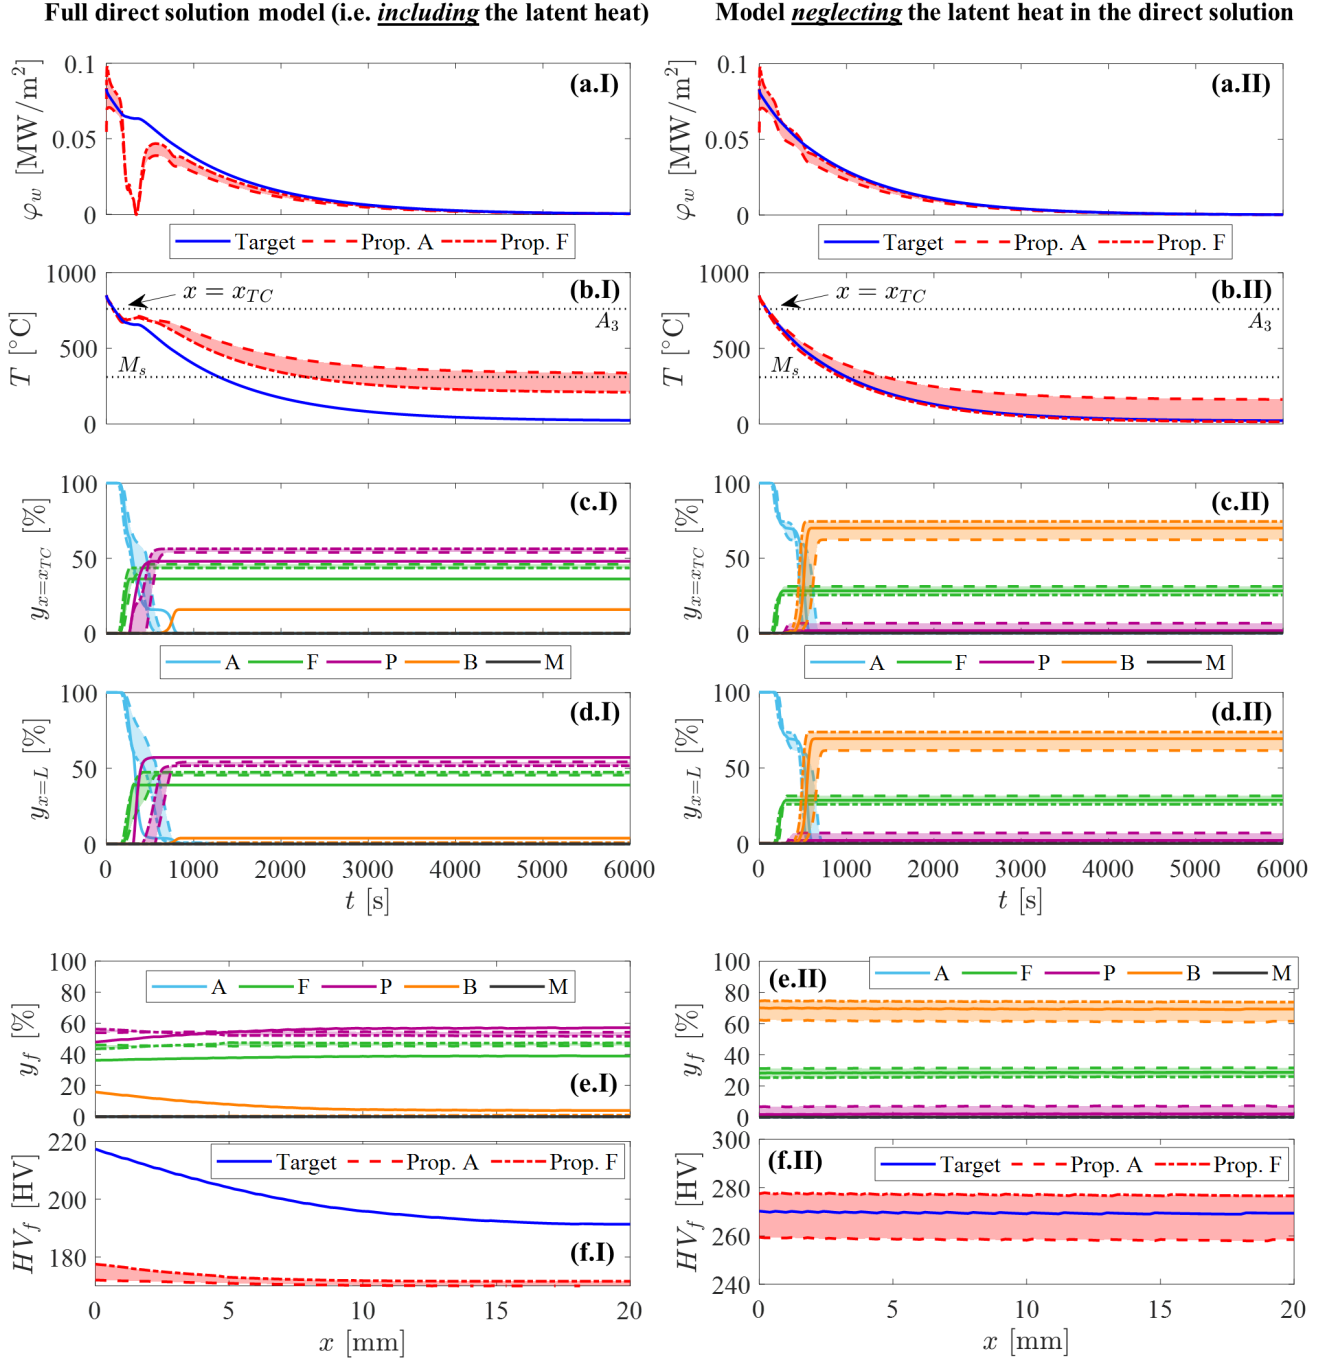 Full direct solution model (i.e. including the latent heat)
Model neglecting the latent heat in the direct solution
φw [MW/m²]
0.1
0.05
0
(a.I)
Target Prop. A Prop. F
φw [MW/m²]
0.1
0.05
0
(a.II)
Target Prop. A Prop. F
T [°C]
1000
500
0
x = xTC
(b.I)
A3
Ms
T [°C]
1000
500
0
x = xTC
(b.II)
A3
Ms
yx=xTC [%]
100
50
0
(c.I)
A F P B M
yx=xTC [%]
100
50
0
(c.II)
A F P B M
yx=L [%]
100
50
0
(d.I)
0 1000 2000 3000 4000 5000 6000
t [s]
yx=L [%]
100
50
0
(d.II)
0 1000 2000 3000 4000 5000 6000
t [s]
yf [%]
100
80
60
40
20
0
A F P B M
(e.I)
yf [%]
100
80
60
40
20
0
(e.II)
A F P B M
HVf [HV]
220
200
180
Target Prop. A Prop. F
(f.I)
0 5 10 15 20
x [mm]
HVf [HV]
300
280
260
240
(f.II)
Target Prop. A Prop. F
0 5 10 15 20
x [mm]